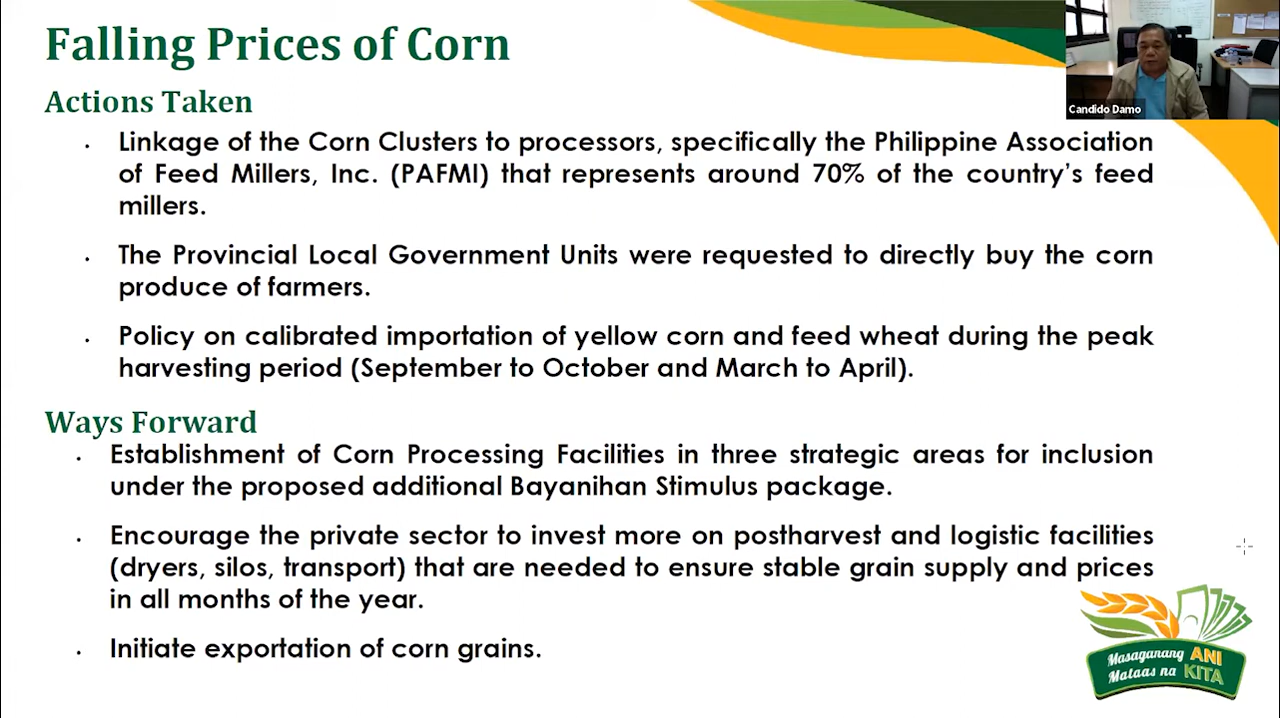 Falling Prices of Corn
Actions Taken
• Linkage of the Corn Clusters to processors, specifically the Philippine Association
of Feed Millers, Inc. (PAFMI) that represents around 70% of the country's feed
millers.
• The Provincial Local Government Units were requested to directly buy the corn
produce of farmers.
• Policy on calibrated importation of yellow corn and feed wheat during the peak
harvesting period (September to October and March to April).
Ways Forward
• Establishment of Corn Processing Facilities in three strategic areas for inclusion
under the proposed additional Bayanihan Stimulus package.
• Encourage the private sector to invest more on postharvest and logistic facilities
(dryers, silos, transport) that are needed to ensure stable grain supply and prices
in all months of the year.
• Initiate exportation of corn grains.
Candido Damo
Masaganang ANI
Mataas na KITA